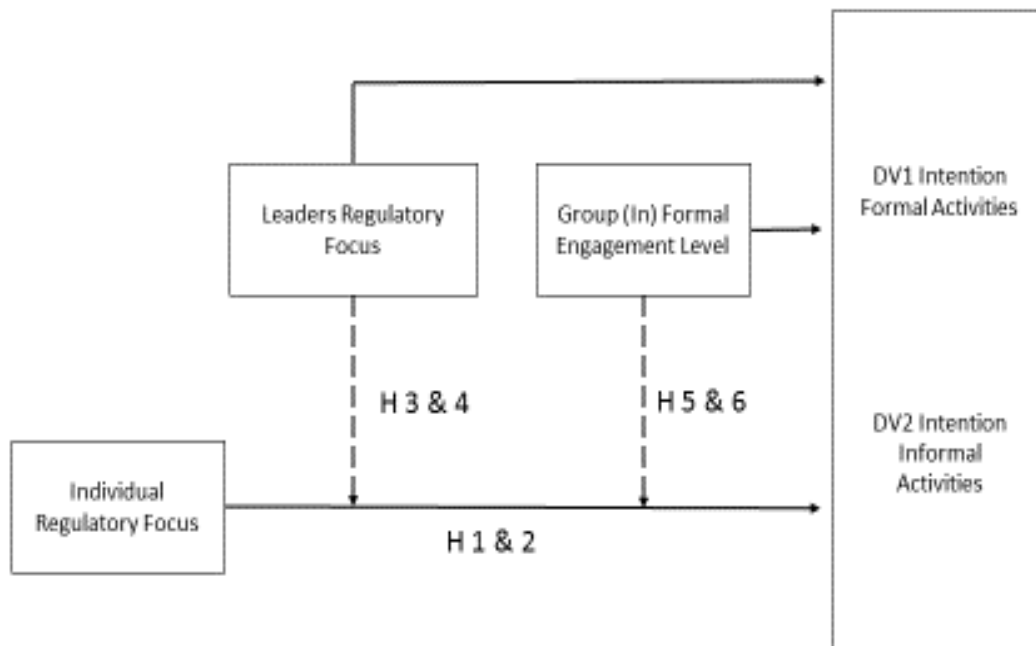 Leaders Regulatory
Focus
Group (In) Formal
Engagement Level
DV1 Intention
Formal Activities
H 3 & 4
H 5 & 6
DV2 Intention
Informal
Activities
Individual
Regulatory Focus
H 1 & 2